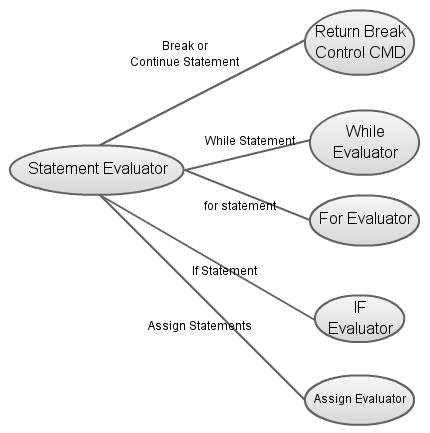 Return Break
Control CMD
Break or
Continue Statement
While Statement
While
Evaluator
Statement Evaluator
for statement
For Evaluator
If Statement
IF
Evaluator
Assign Statements
Assign Evaluator